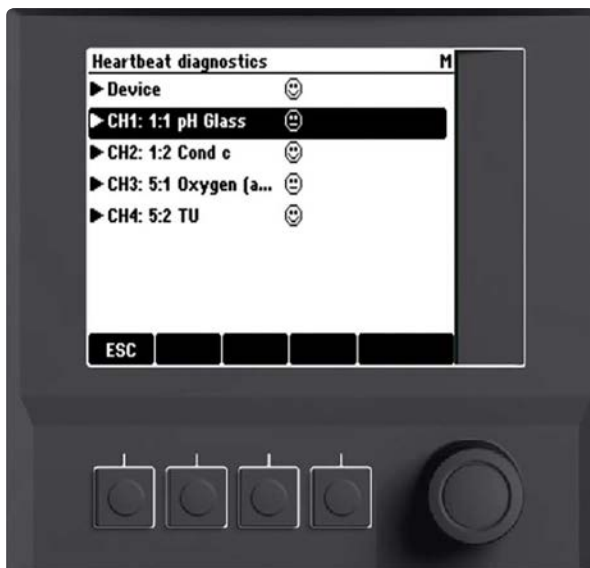 Heartbeat diagnostics M
Device
CH1: 1:1 pH Glass
CH2: 1:2 Cond c
CH3: 5:1 Oxygen (a...
CH4: 5:2 TU
ESC